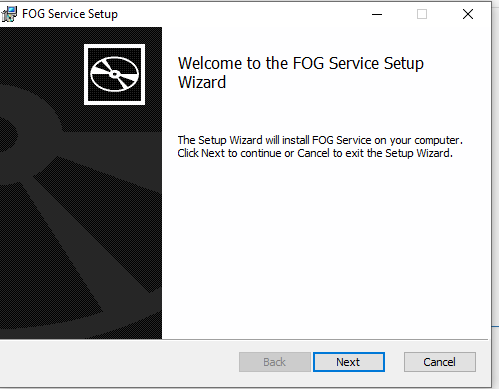 FOG Service Setup
Welcome to the FOG Service Setup
Wizard
The Setup Wizard will install FOG Service on your computer.
Click Next to continue or Cancel to exit the Setup Wizard.
Back
Next
Cancel